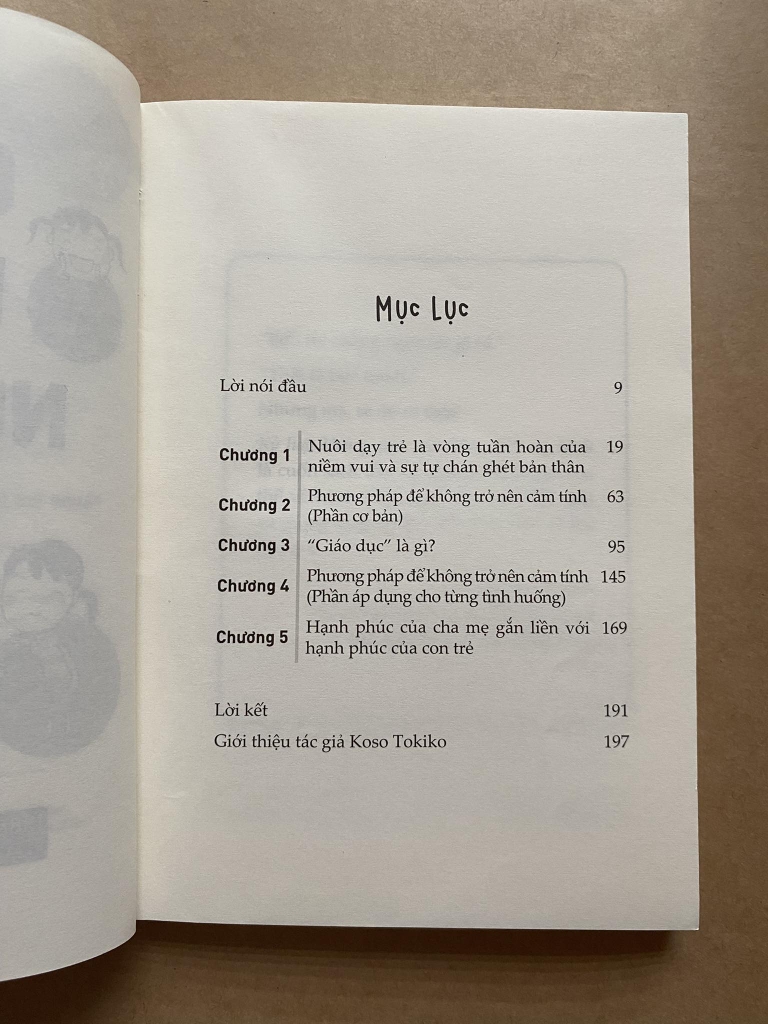 Mục Lục
Lời nói đầu 9
Chương 1 Nuôi dạy trẻ là vòng tuần hoàn của 19
niềm vui và sự tự chán ghét bản thân
Chương 2 Phương pháp để không trở nên cảm tính 63
(Phần cơ bản)
Chương 3 “Giáo dục” là gì? 95
Chương 4 Phương pháp để không trở nên cảm tính 145
(Phần áp dụng cho từng tình huống)
Chương 5 Hạnh phúc của cha mẹ gắn liền với 169
hạnh phúc của con trẻ
Lời kết 191
Giới thiệu tác giả Koso Tokiko 197